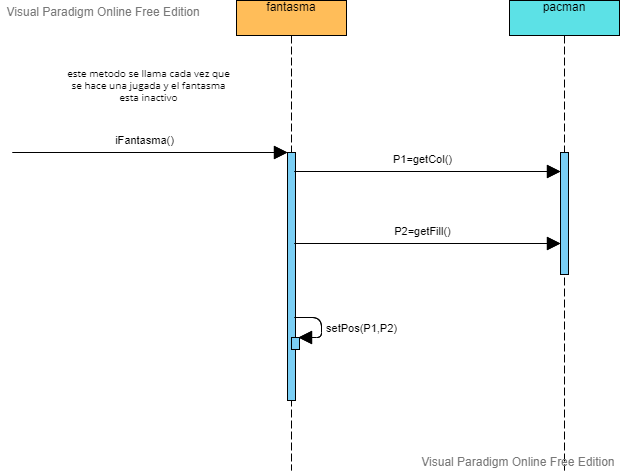 Visual Paradigm Online Free Edition
fantasma
pacman
este metodo se llama cada vez que
se hace una jugada y el fantasma
esta inactivo
iFantasma()
P1=getCol()
P2=getFill()
setPos(P1,P2)
Visual Paradigm Online Free Edition